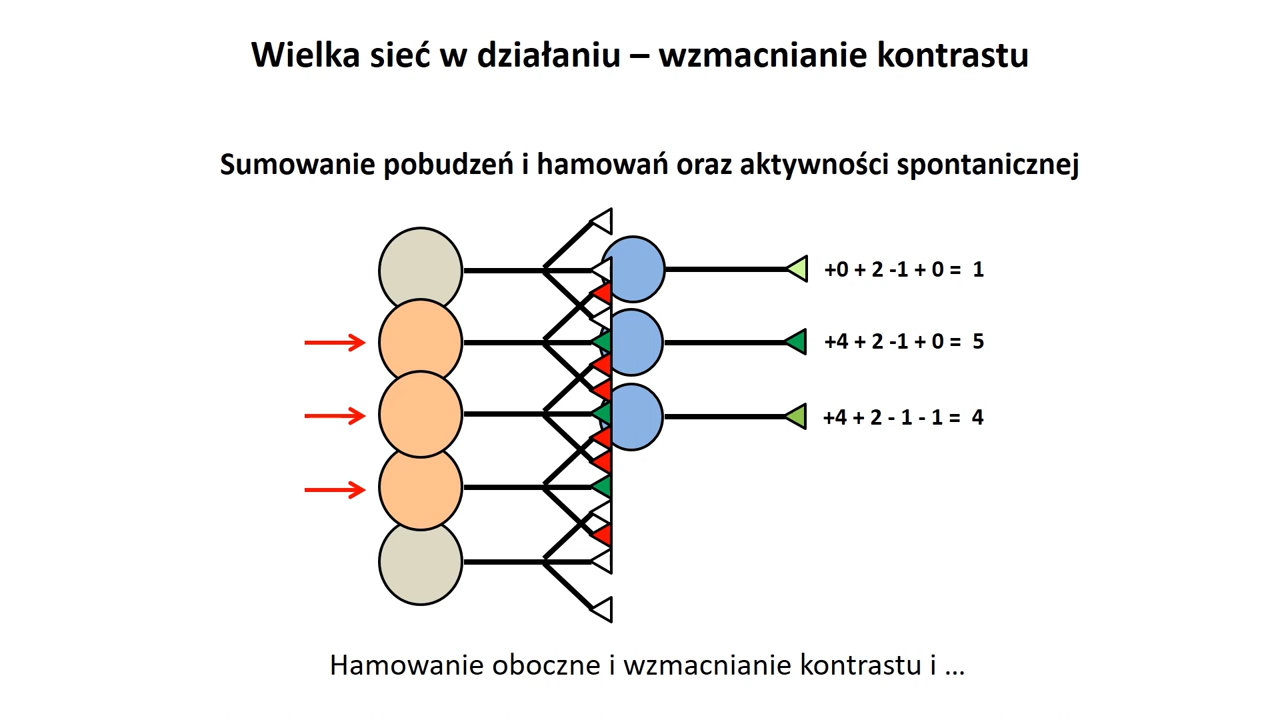 Wielka sieć w działaniu – wzmacnianie kontrastu
Sumowanie pobudzeń i hamowań oraz aktywności spontanicznej
+0 + 2 -1 + 0 = 1
+4 + 2 -1 + 0 = 5
+4 + 2 - 1 - 1 = 4
Hamowanie oboczne i wzmacnianie kontrastu i ...